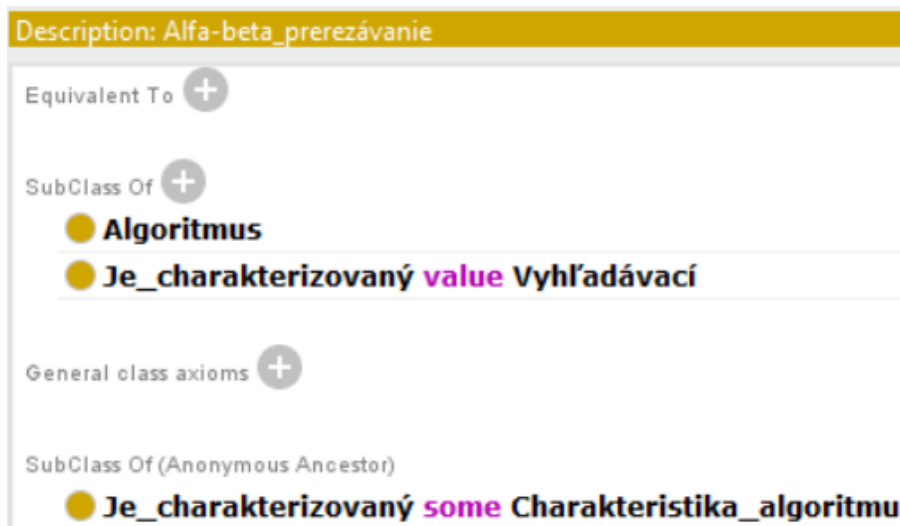 Description: Alfa-beta_prerezávanie
Equivalent To
SubClass Of
Algoritmus
Je_charakterizovaný value Vyhľadávací
General class axioms
SubClass Of (Anonymous Ancestor)
Je_charakterizovaný some Charakteristika_algoritmu